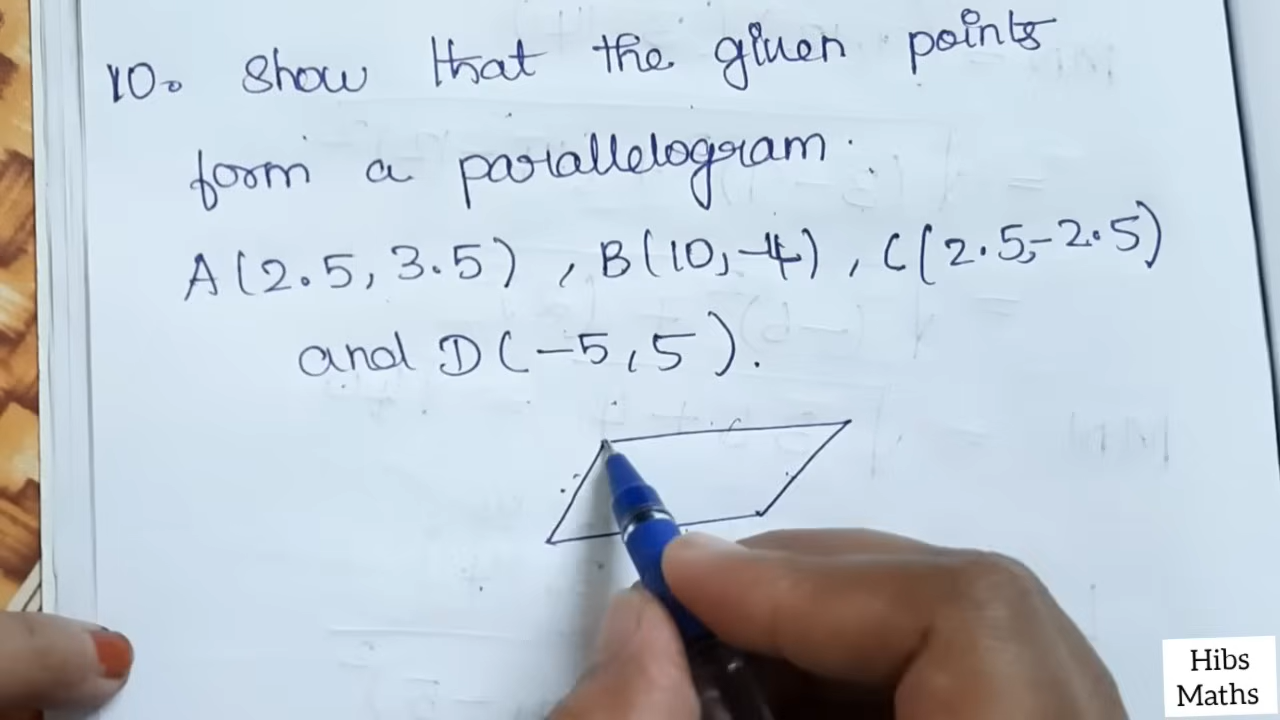 10. Show that the given points
form a parallelogram.
A(2.5, 3.5) , B(10, -4) , C(2.5, -2.5)
and D(-5, 5).
Hibs
Maths